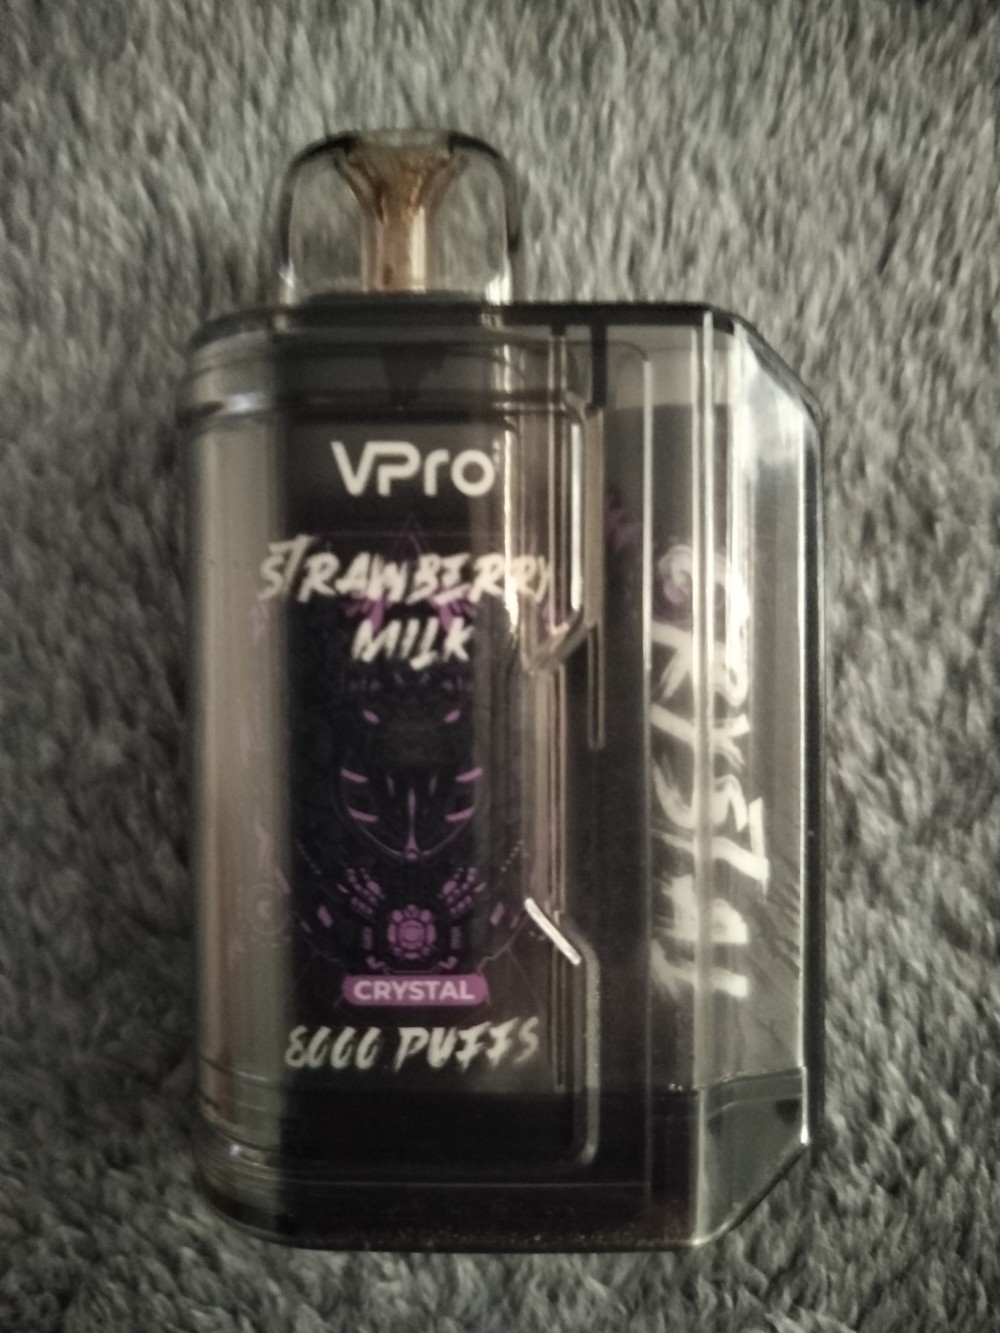 VPro
STRAWBERRY
MILK
CRYSTAL
8000 PUFFS
CRYSTAL